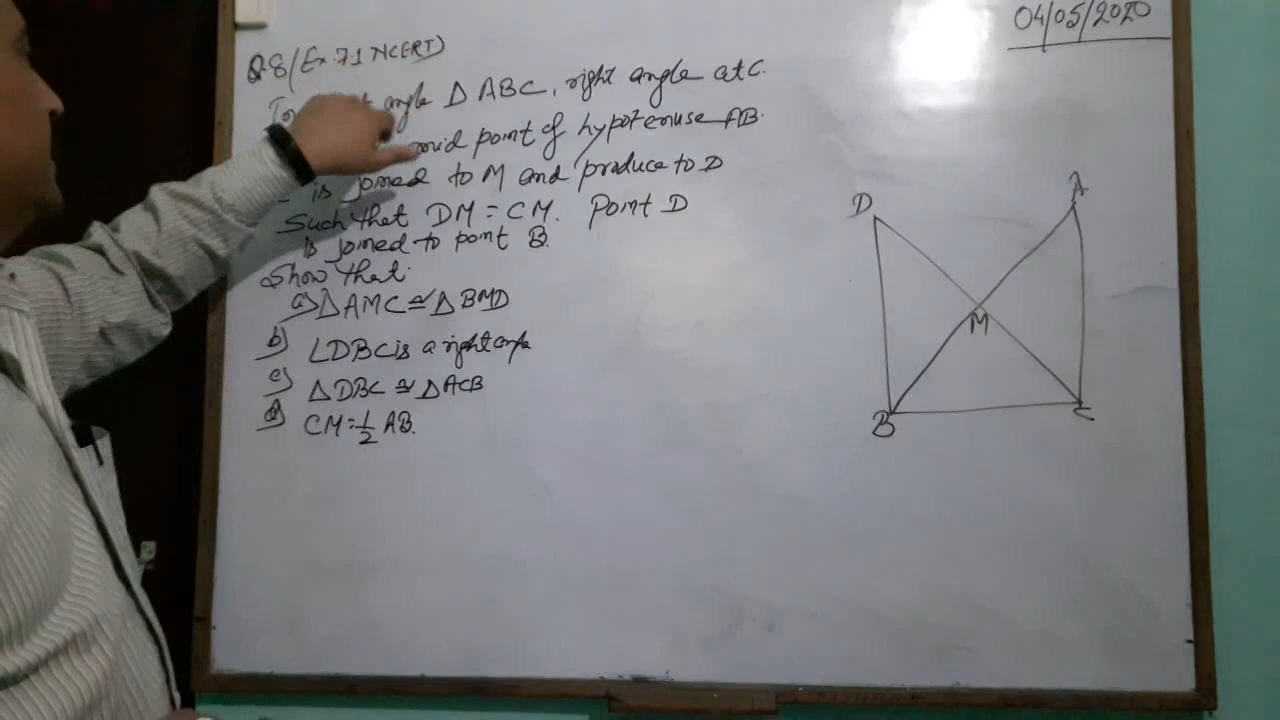 04/05/2020
Q.8/(Ex.7.1 NCERT)
angle Δ ABC, right angle at C.
mid point of hypotenuse AB.
is joined to M and produce to D
Such that DM = CM. Point D
is joined to point B.
Show that
a) Δ AMC ≅ Δ BMD
b) ∠DBC is a right angle
c) Δ DBC ≅ Δ ACB
d) CM = 1/2 AB.
D
A
M
B
C